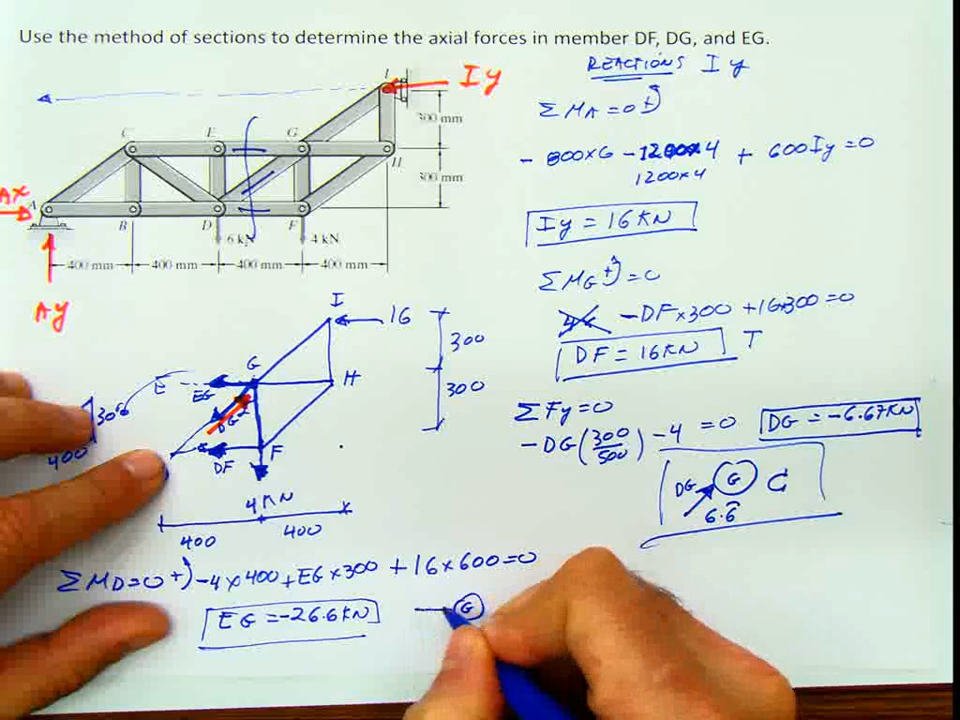 Use the method of sections to determine the axial forces in member DF, DG, and EG.
REACTIONS Iy
ΣMA=0 +
- 800×6 - 1200×4 + 600Iy=0
1200×4
Iy = 16KN
ΣMG +) =0
-DF×300 +16×300=0
DF = 16KN T
ΣFy=0
-DG(300/500) -4 =0 DG = -6.67KN
DG G C
6.6
I Iy
300 mm
C E G
H
300 mm
Ax
A
B D F
6 kN 4 kN
400 mm 400 mm 400 mm 400 mm
Ay
I
16
300
G
E EG H
300
300
400
DG
DF F
4KN
400 400
ΣMD=0 +) -4×400+EG×300 +16×600=0
EG = -26.6KN G